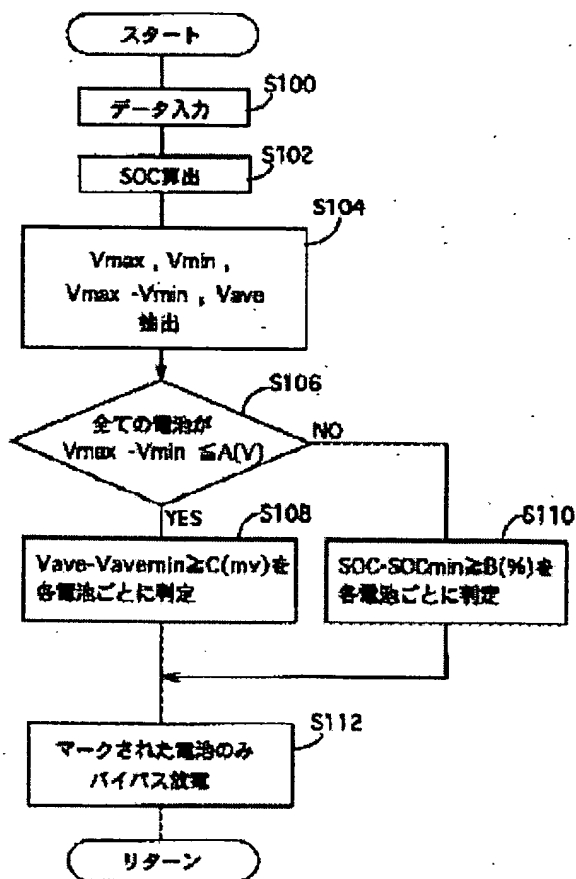 スタート
S100
データ入力
S102
SOC算出
S104
Vmax , Vmin ,
Vmax -Vmin , Vave
抽出
S106
全ての電池が
Vmax -Vmin ≦A(V)
NO
YES
S108
Vave-Vavemin≧C(mv)を
各電池ごとに判定
S110
SOC-SOCmin≧B(%)を
各電池ごとに判定
S112
マークされた電池のみ
バイパス放電
リターン